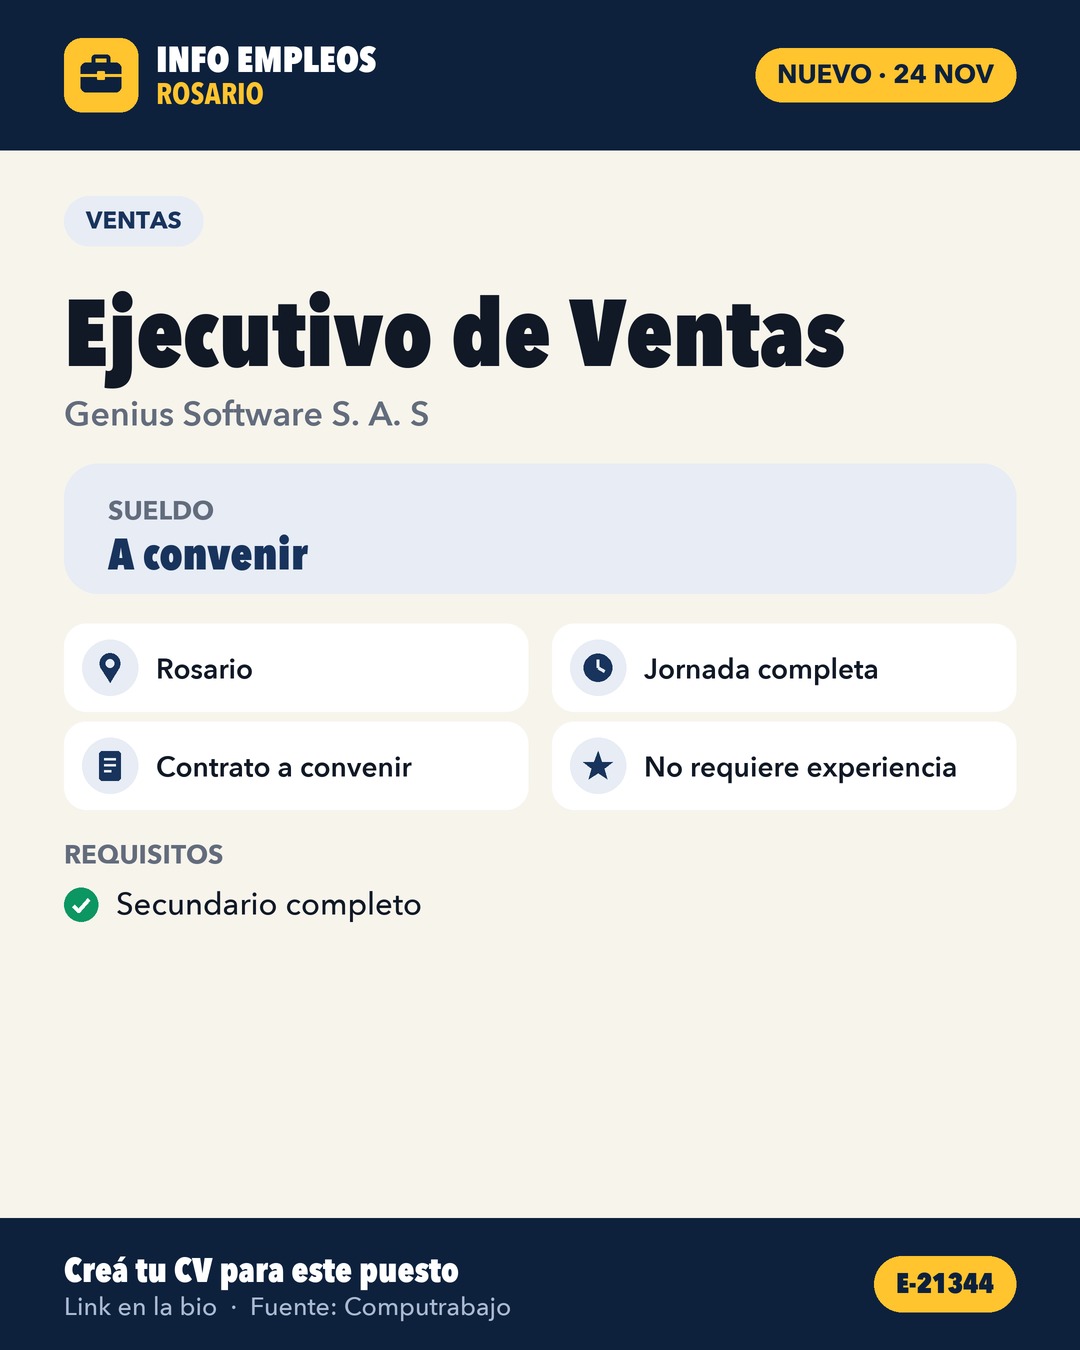 INFO EMPLEOS
ROSARIO
NUEVO · 24 NOV
VENTAS
Ejecutivo de Ventas
Genius Software S. A. S
SUELDO
A convenir
Rosario
Jornada completa
Contrato a convenir
No requiere experiencia
REQUISITOS
Secundario completo
Creá tu CV para este puesto
Link en la bio · Fuente: Computrabajo
E-21344